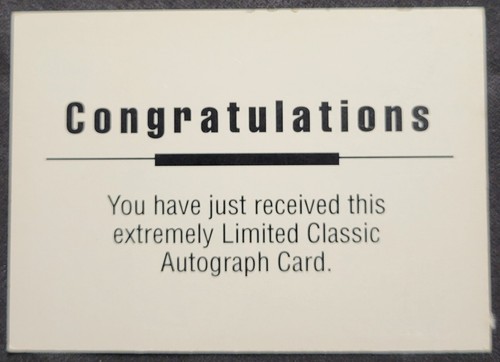 Congratulations
You have just received this
extremely Limited Classic
Autograph Card.